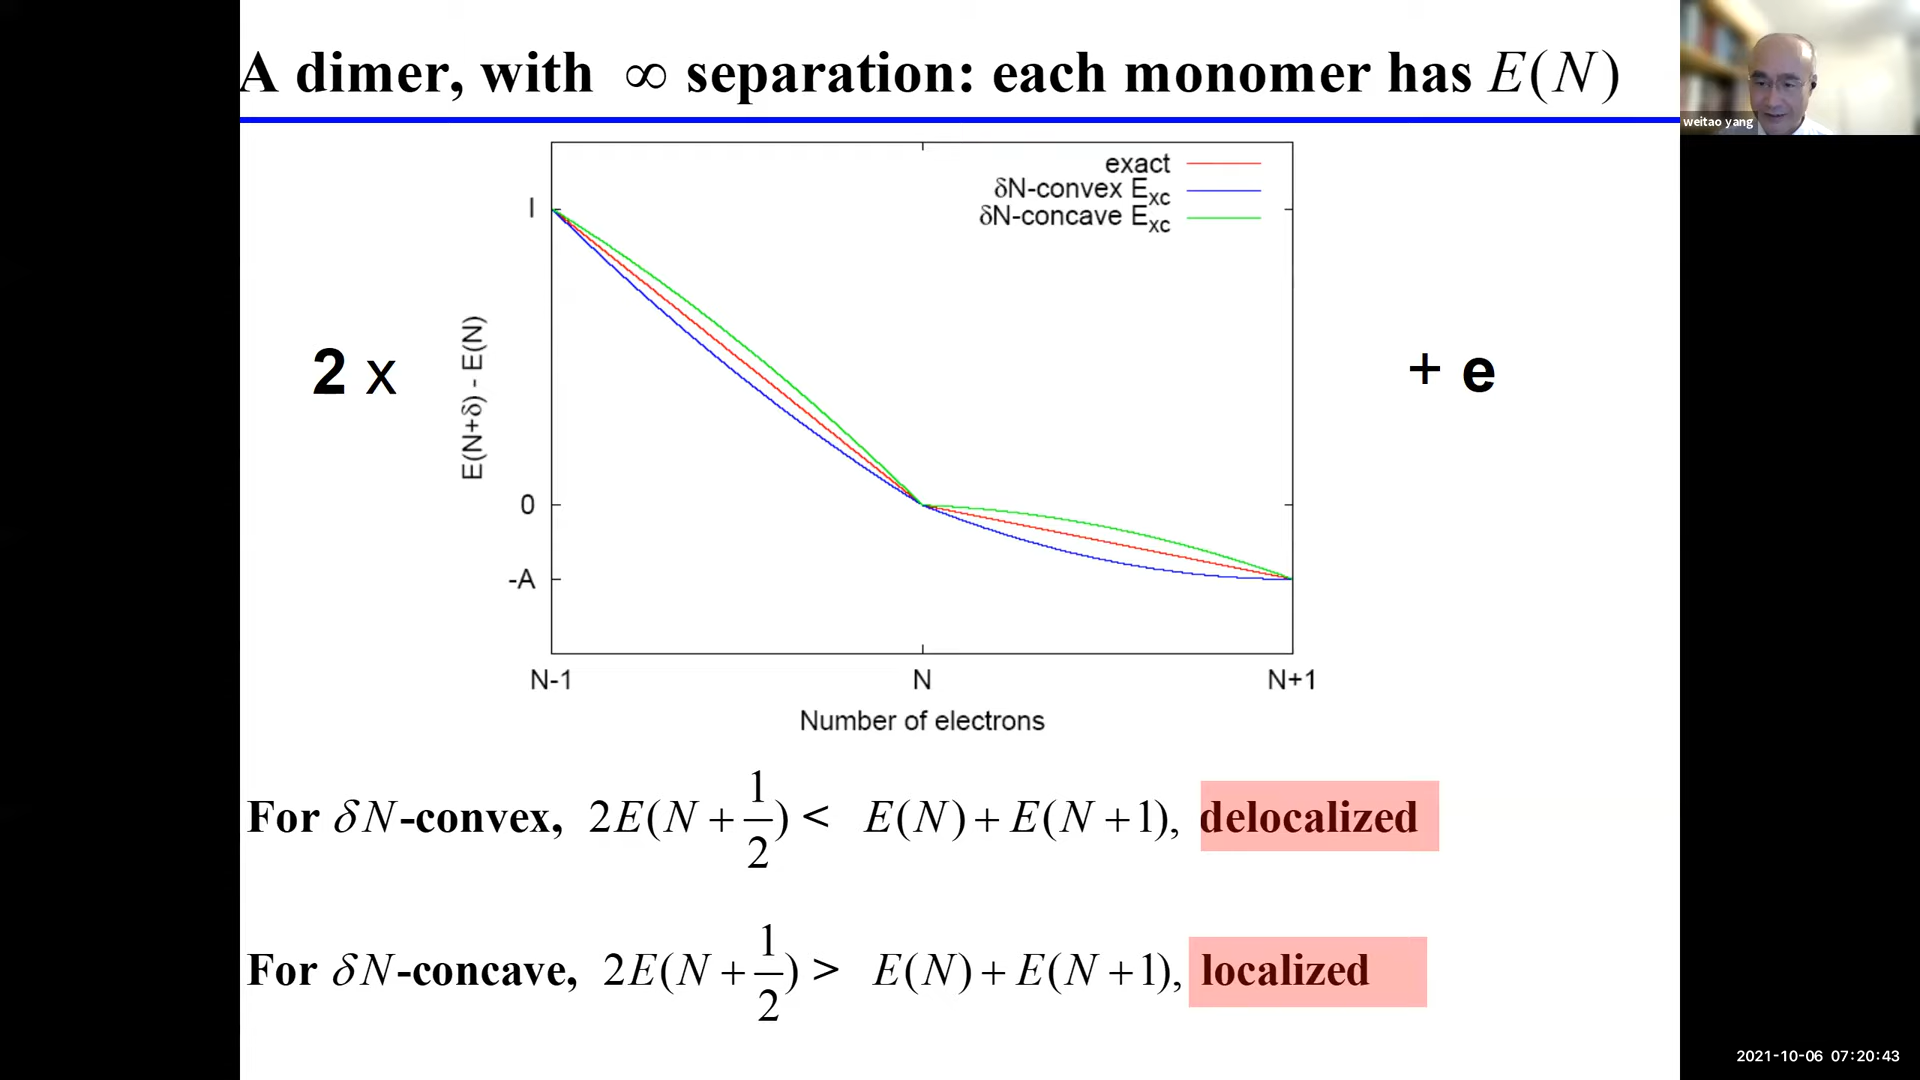 A dimer, with ∞ separation: each monomer has E(N)
weitao yang
exact
δN-convex Exc
δN-concave Exc
I
0
-A
E(N+δ) - E(N)
2 x
+ e
N-1 N N+1
Number of electrons
For δN-convex, 2E(N + 1/2) < E(N) + E(N + 1), delocalized
For δN-concave, 2E(N + 1/2) > E(N) + E(N + 1), localized
2021-10-06 07:20:43